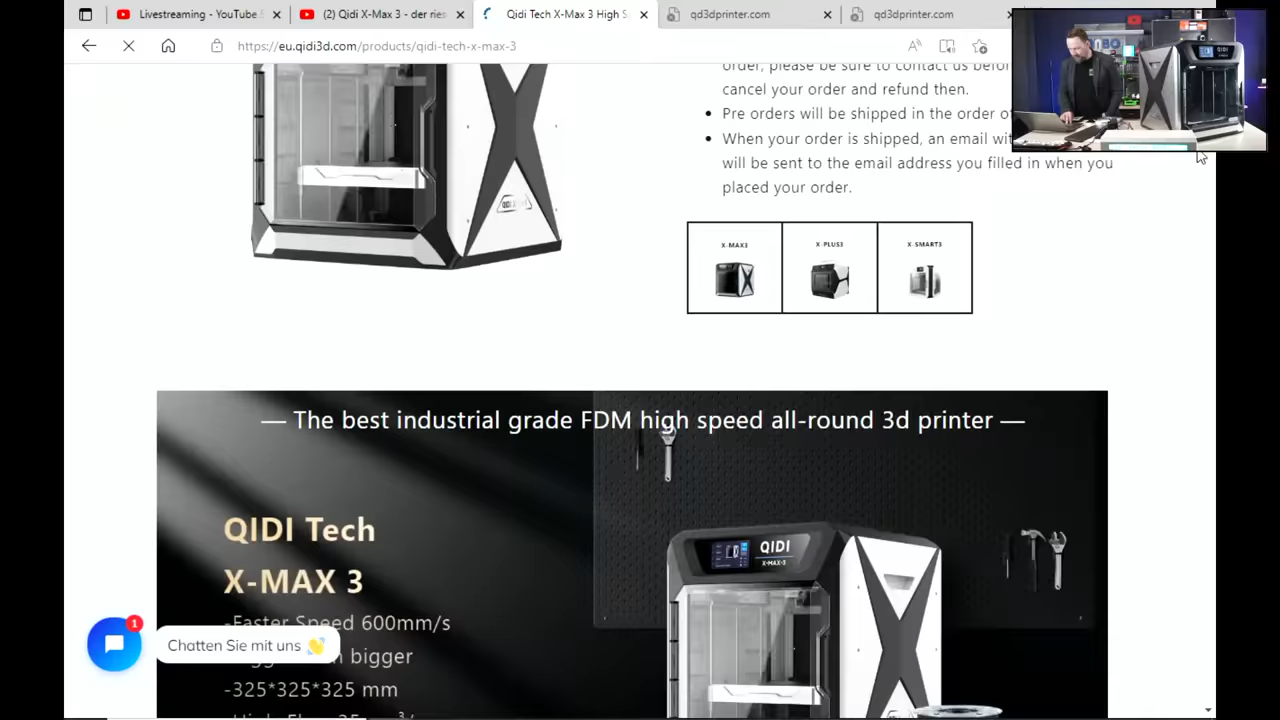 Livestreaming - YouTube
(2) Qidi X-Max 3 - der ries
Qidi Tech X-Max 3 High S
qd3dprinter.com
qd3dprinter.com
https://eu.qidi3d.com/products/qidi-tech-x-max-3
order, please be sure to contact us
cancel your order and refund then.
Pre orders will be shipped in the order
When your order is shipped, an email
will be sent to the email address you filled in when you
placed your order.
X-MAX3
X-PLUS3
X-SMART3
— The best industrial grade FDM high speed all-round 3d printer —
QIDI Tech
X-MAX 3
QIDI
X-MAX-3
-Faster Speed 600mm/s
bigger
-325*325*325 mm
1
Chatten Sie mit uns 👋